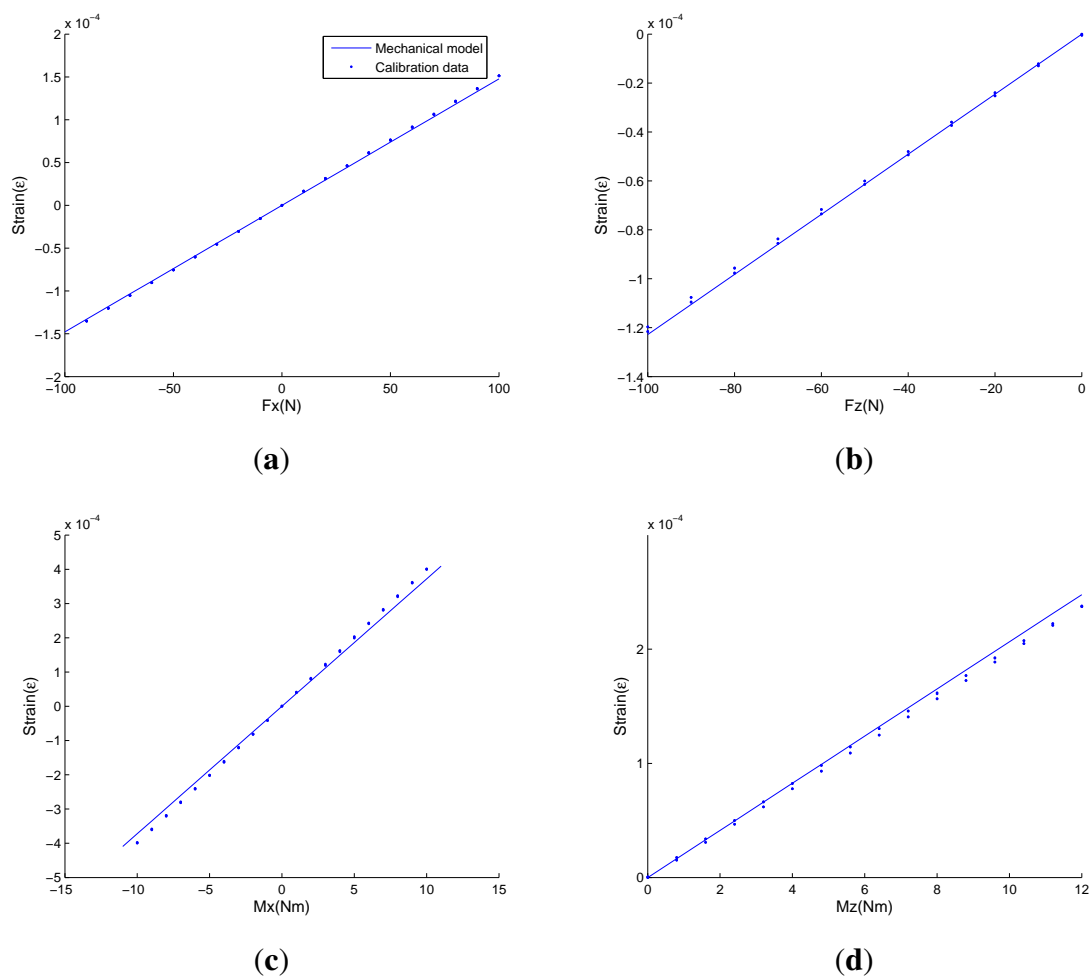 x 10⁻⁴
2
1.5
1
0.5
0
−0.5
−1
−1.5
−2
−100 −50 0 50 100
Strain(ε)
Fx(N)
Mechanical model
Calibration data
(a)
x 10⁻⁴
0
−0.2
−0.4
−0.6
−0.8
−1
−1.2
−1.4
−100 −80 −60 −40 −20 0
Strain(ε)
Fz(N)
(b)
x 10⁻⁴
5
4
3
2
1
0
−1
−2
−3
−4
−5
−15 −10 −5 0 5 10 15
Strain(ε)
Mx(Nm)
(c)
x 10⁻⁴
2
1
0
0 2 4 6 8 10 12
Strain(ε)
Mz(Nm)
(d)